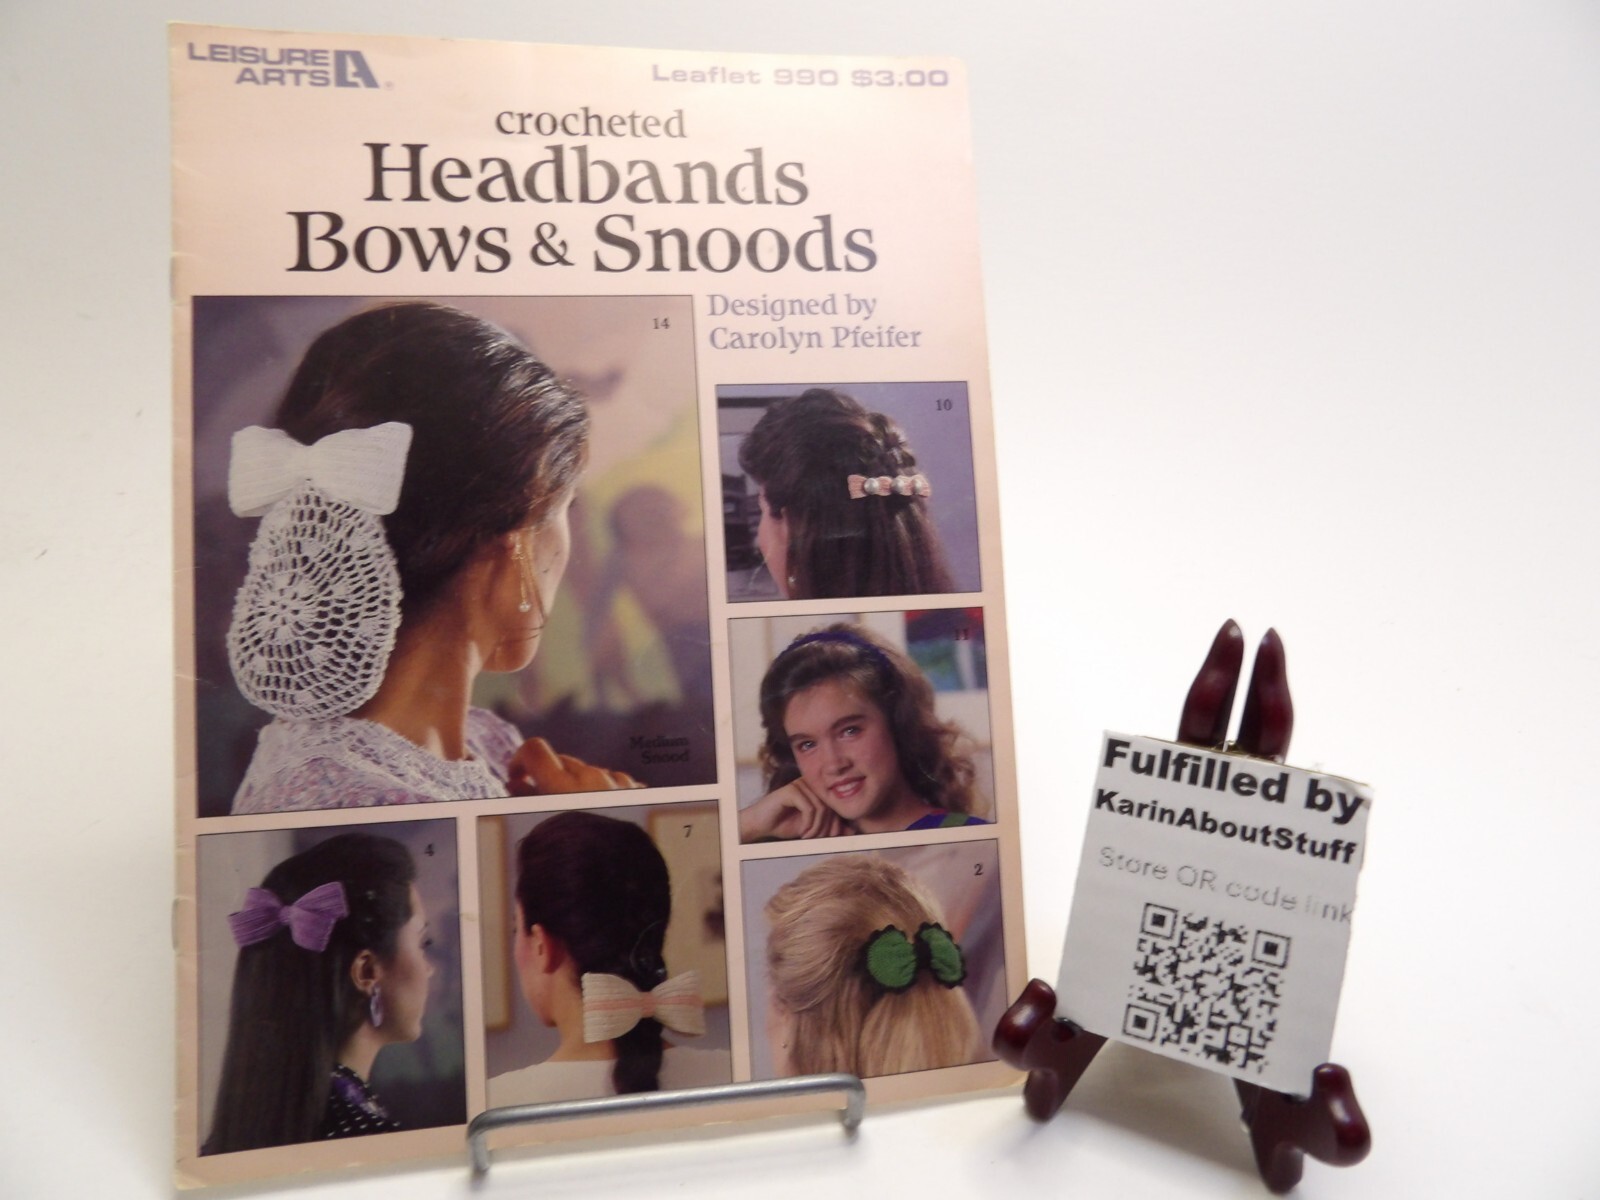 LEISURE
ARTS
Leaflet 990 $3.00
crocheted
Headbands
Bows & Snoods
Designed by
Carolyn Pfeifer
14
Medium
Snood
10
11
4
7
2
Fulfilled by
KarinAboutStuff
Store QR code link